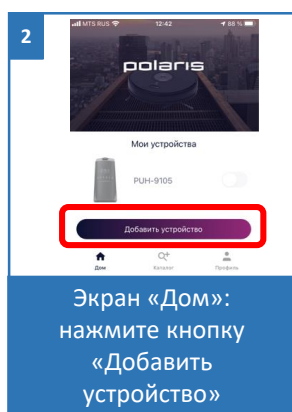 2
MTS RUS 12:42 88 %
polaris
Мои устройства
PUH-9105
Добавить устройство
Дом Каталог Профиль
Экран «Дом»:
нажмите кнопку
«Добавить
устройство»